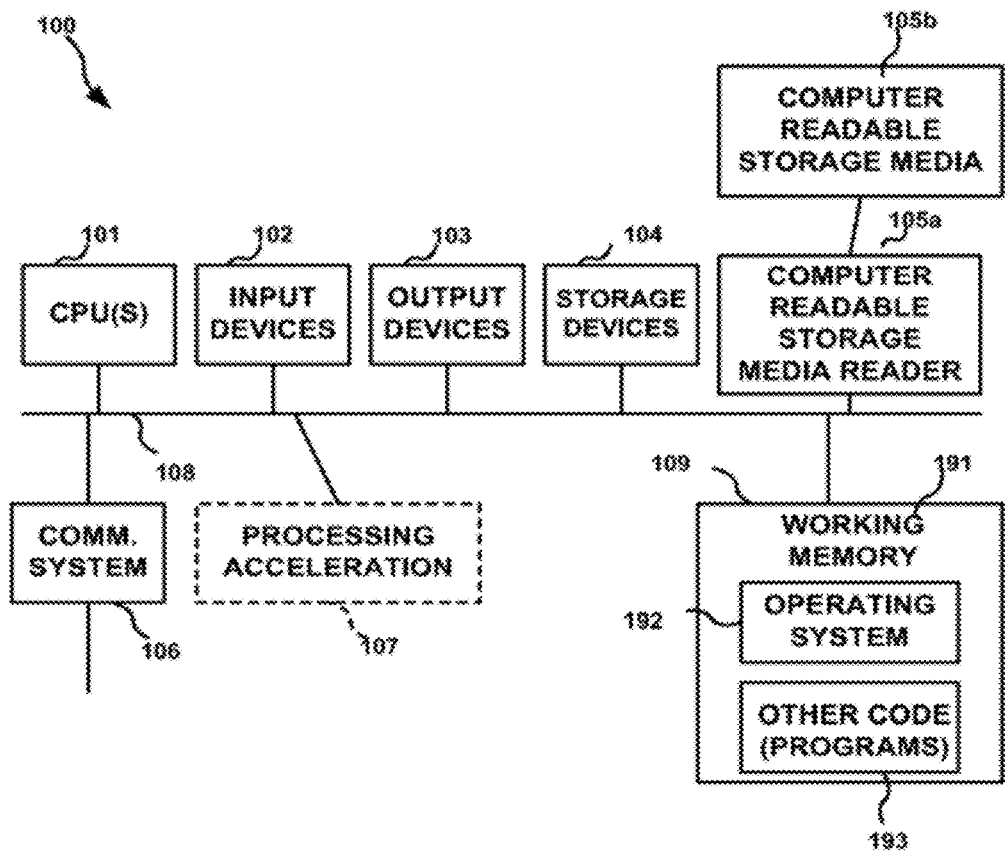 100
105b
COMPUTER
READABLE
STORAGE MEDIA
101
102
103
104
105a
CPU(S)
INPUT
DEVICES
OUTPUT
DEVICES
STORAGE
DEVICES
COMPUTER
READABLE
STORAGE
MEDIA READER
108
109
191
COMM.
SYSTEM
PROCESSING
ACCELERATION
WORKING
MEMORY
106
107
192
OPERATING
SYSTEM
OTHER CODE
(PROGRAMS)
193